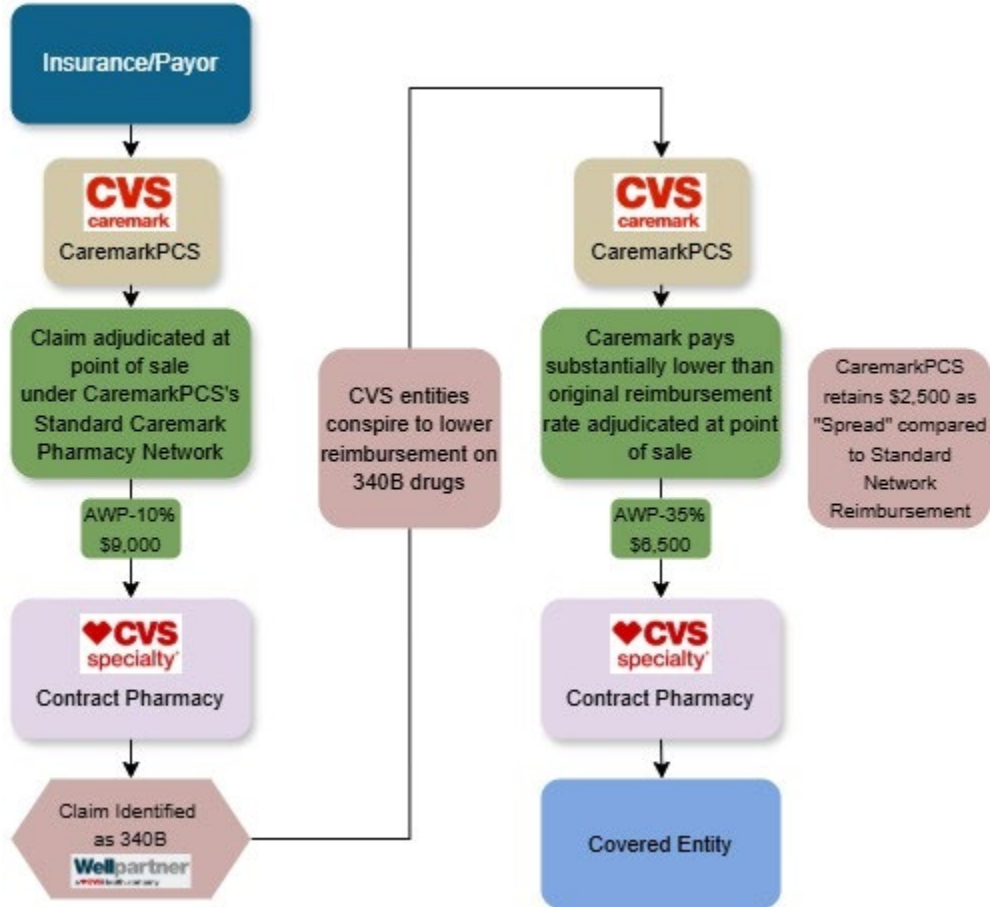 Insurance/Payor
CVS
caremark
CaremarkPCS
Claim adjudicated at
point of sale
under CaremarkPCS's
Standard Caremark
Pharmacy Network
AWP-10%
$9,000
CVS
specialty
Contract Pharmacy
Claim Identified
as 340B
Wellpartner
a CVS Health company
CVS entities
conspire to lower
reimbursement on
340B drugs
CVS
caremark
CaremarkPCS
Caremark pays
substantially lower than
original reimbursement
rate adjudicated at point
of sale
AWP-35%
$6,500
CVS
specialty
Contract Pharmacy
Covered Entity
CaremarkPCS
retains $2,500 as
"Spread" compared
to Standard
Network
Reimbursement